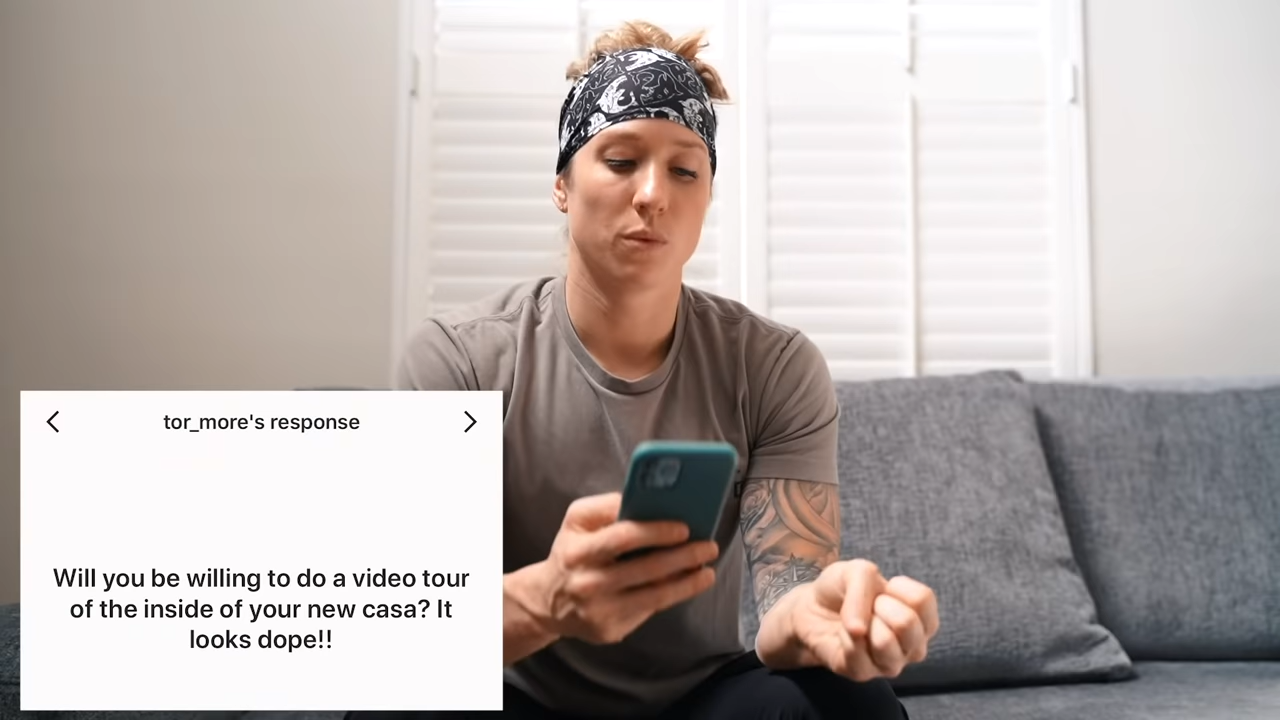 tor_more's response
Will you be willing to do a video tour
of the inside of your new casa? It
looks dope!!